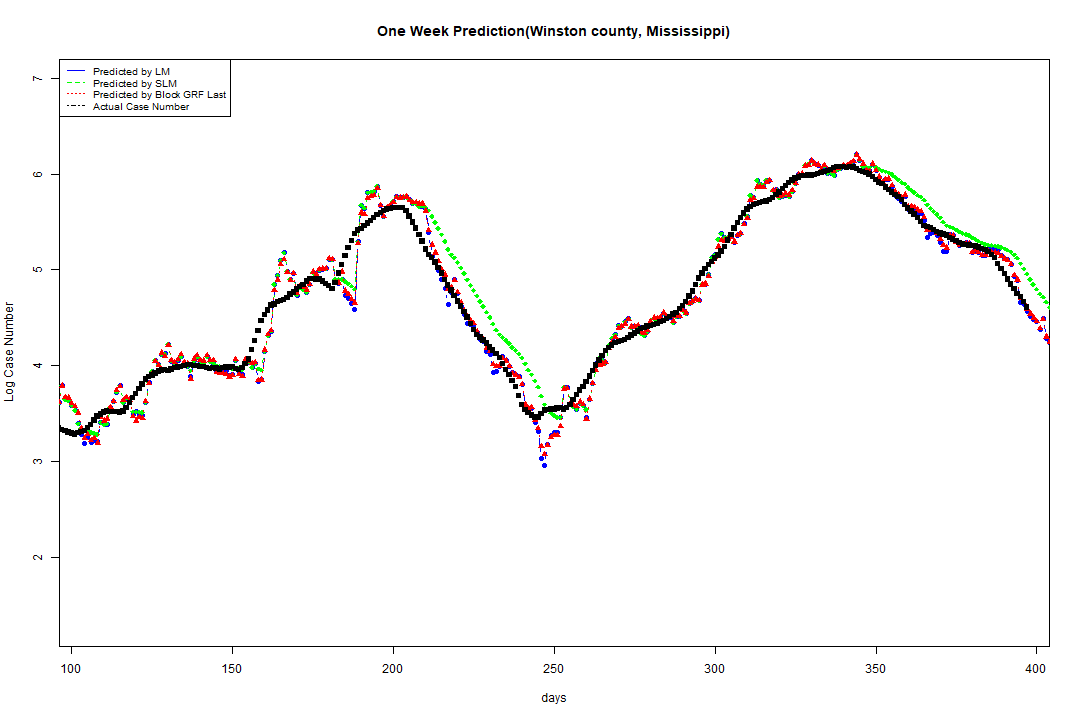 One Week Prediction(Winston county, Mississippi)
Predicted by LM
Predicted by SLM
Predicted by Block GRF Last
Actual Case Number
7
6
5
4
3
2
Log Case Number
100 150 200 250 300 350 400
days